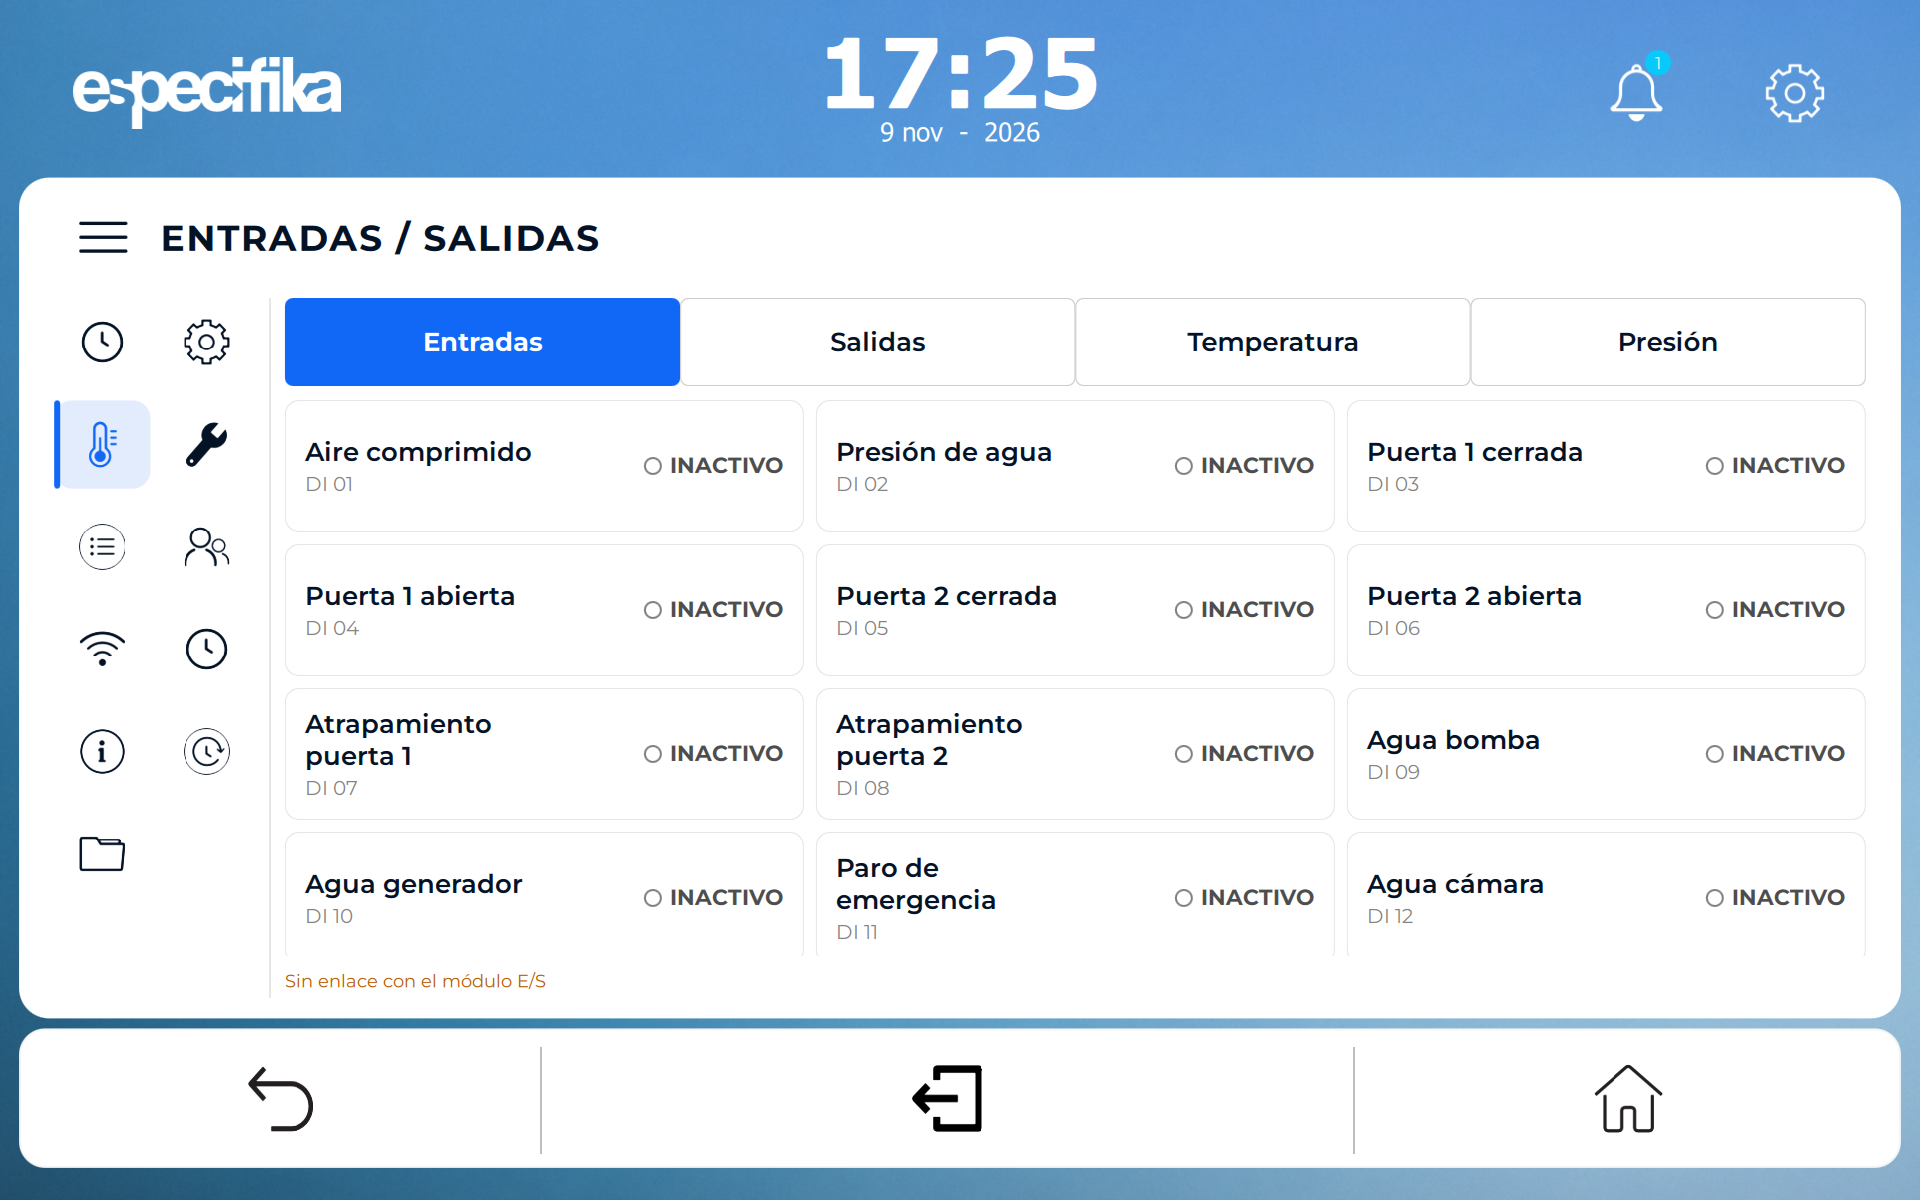 especifika
17:25
9 nov - 2026
1
ENTRADAS / SALIDAS
Entradas
Salidas
Temperatura
Presión
Aire comprimido
DI 01
INACTIVO
Presión de agua
DI 02
INACTIVO
Puerta 1 cerrada
DI 03
INACTIVO
Puerta 1 abierta
DI 04
INACTIVO
Puerta 2 cerrada
DI 05
INACTIVO
Puerta 2 abierta
DI 06
INACTIVO
Atrapamiento
puerta 1
DI 07
INACTIVO
Atrapamiento
puerta 2
DI 08
INACTIVO
Agua bomba
DI 09
INACTIVO
Agua generador
DI 10
INACTIVO
Paro de
emergencia
DI 11
INACTIVO
Agua cámara
DI 12
INACTIVO
Sin enlace con el módulo E/S